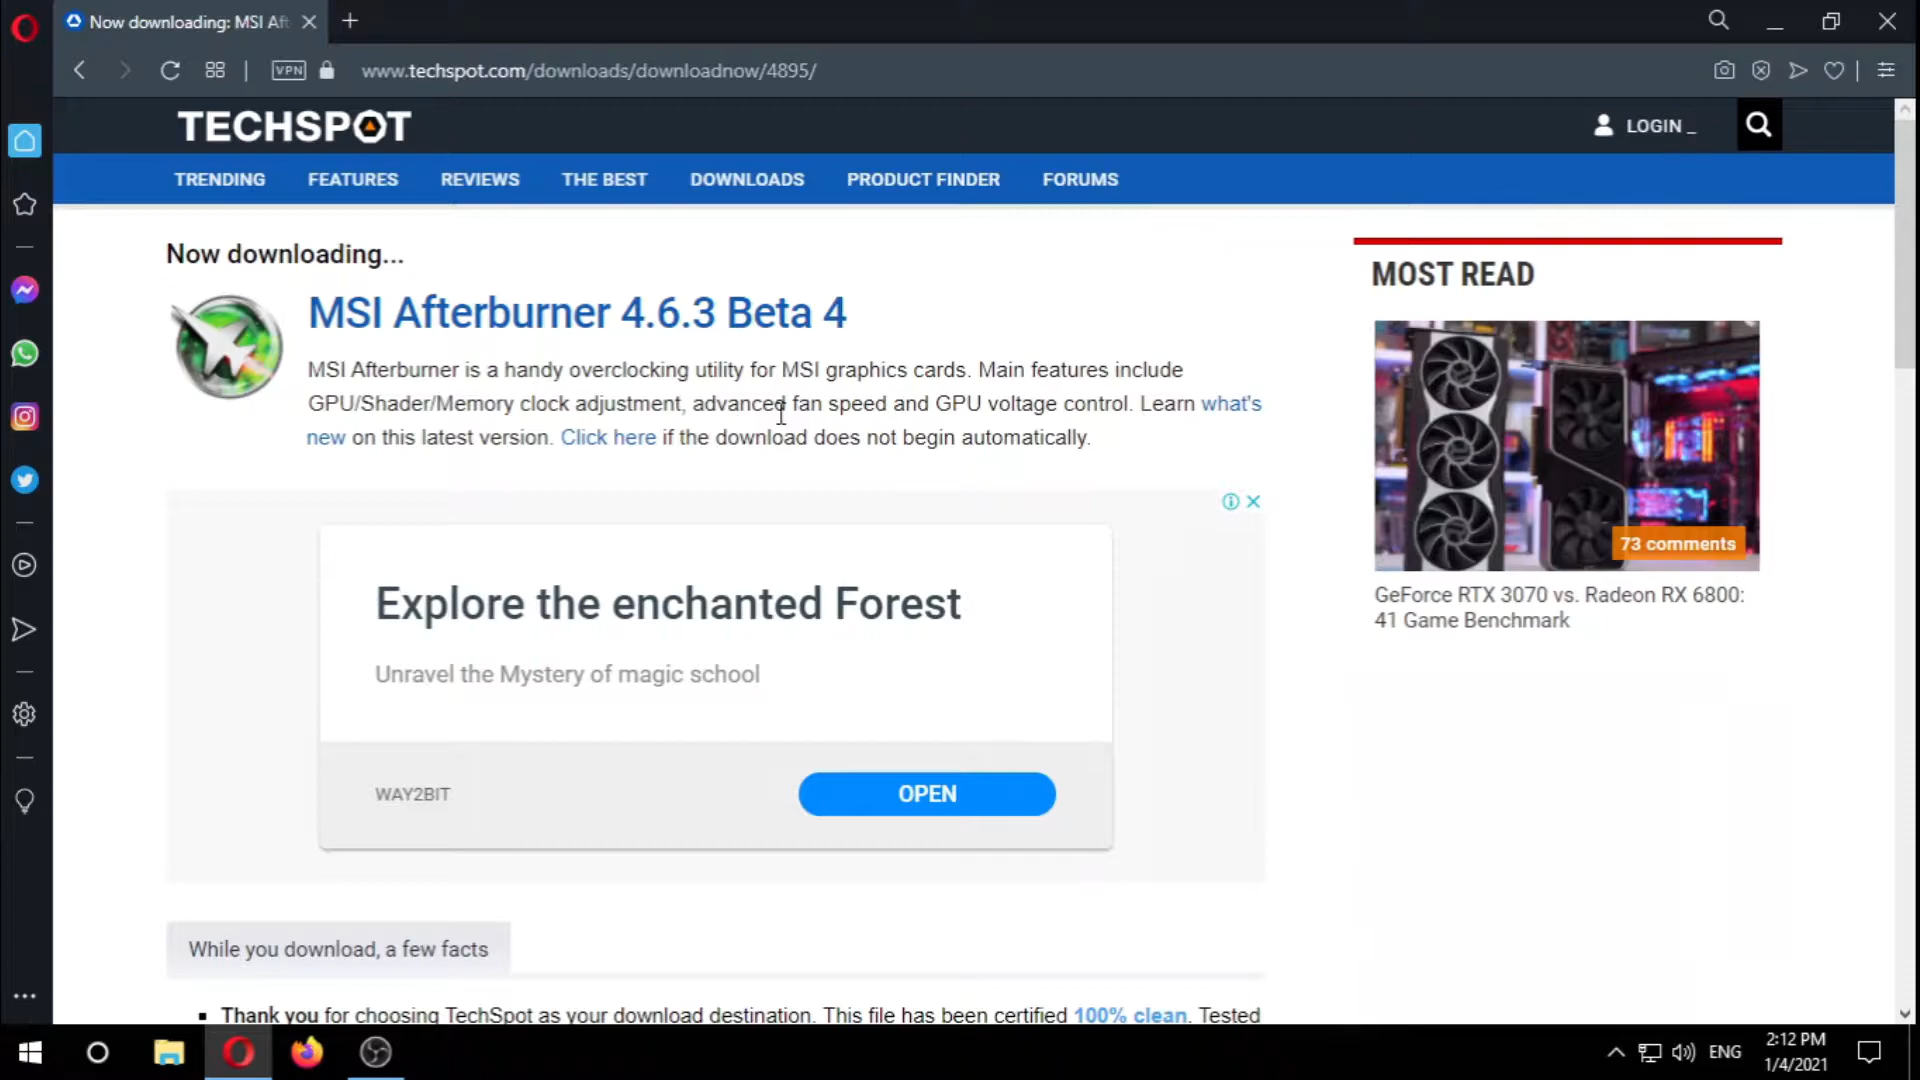 Now downloading: MSI Aft
VPN
www.techspot.com/downloads/downloadnow/4895/
TECHSPOT
LOGIN _
TRENDING
FEATURES
REVIEWS
THE BEST
DOWNLOADS
PRODUCT FINDER
FORUMS
Now downloading...
MSI Afterburner 4.6.3 Beta 4
MSI Afterburner is a handy overclocking utility for MSI graphics cards. Main features include
GPU/Shader/Memory clock adjustment, advanced fan speed and GPU voltage control. Learn what's
new on this latest version. Click here if the download does not begin automatically.
Explore the enchanted Forest
Unravel the Mystery of magic school
WAY2BIT
OPEN
While you download, a few facts
Thank you for choosing TechSpot as your download destination. This file has been certified 100% clean. Tested
MOST READ
73 comments
GeForce RTX 3070 vs. Radeon RX 6800:
41 Game Benchmark
ENG
2:12 PM
1/4/2021